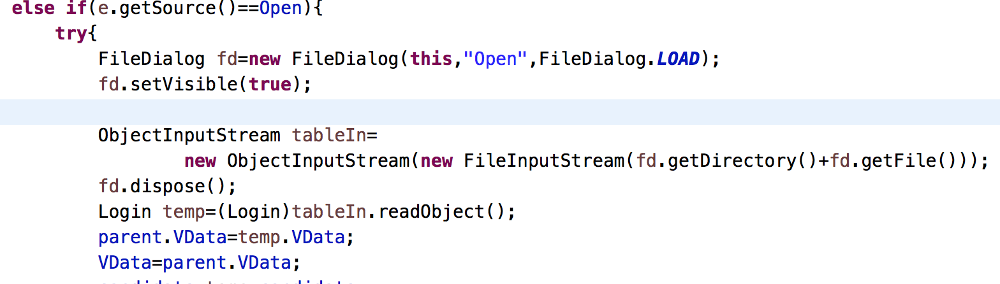 else if(e.getSource()==Open){
try{
FileDialog fd=new FileDialog(this,"Open",FileDialog.LOAD);
fd.setVisible(true);
ObjectInputStream tableIn=
new ObjectInputStream(new FileInputStream(fd.getDirectory()+fd.getFile()));
fd.dispose();
Login temp=(Login)tableIn.readObject();
parent.VData=temp.VData;
VData=parent.VData;